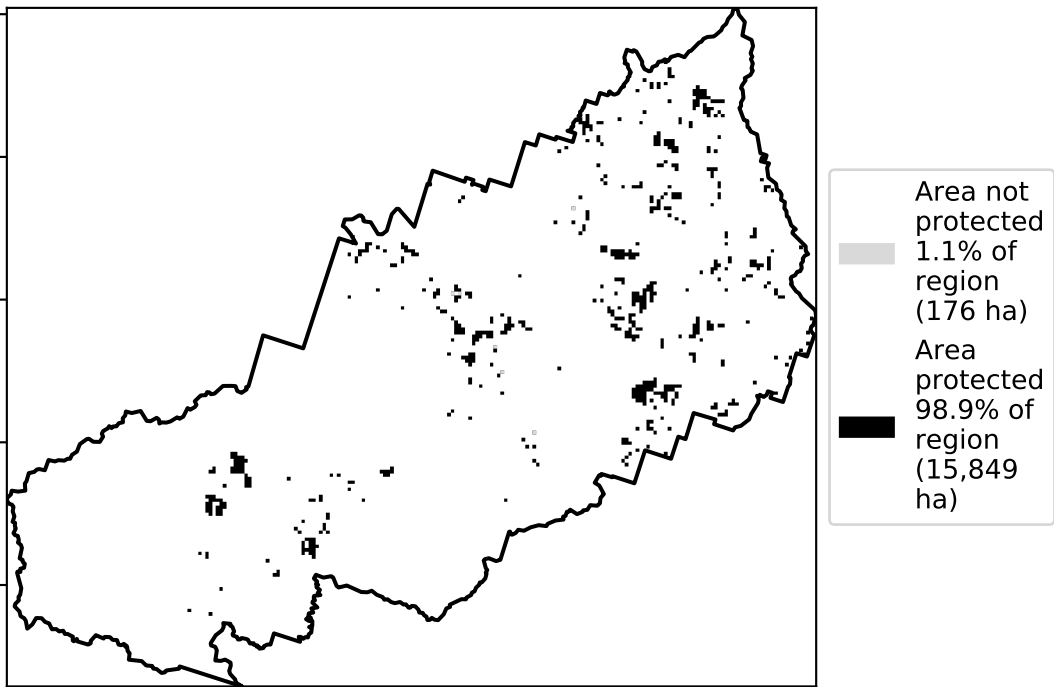 Area not
protected
1.1% of
region
(176 ha)
Area
protected
98.9% of
region
(15,849
ha)